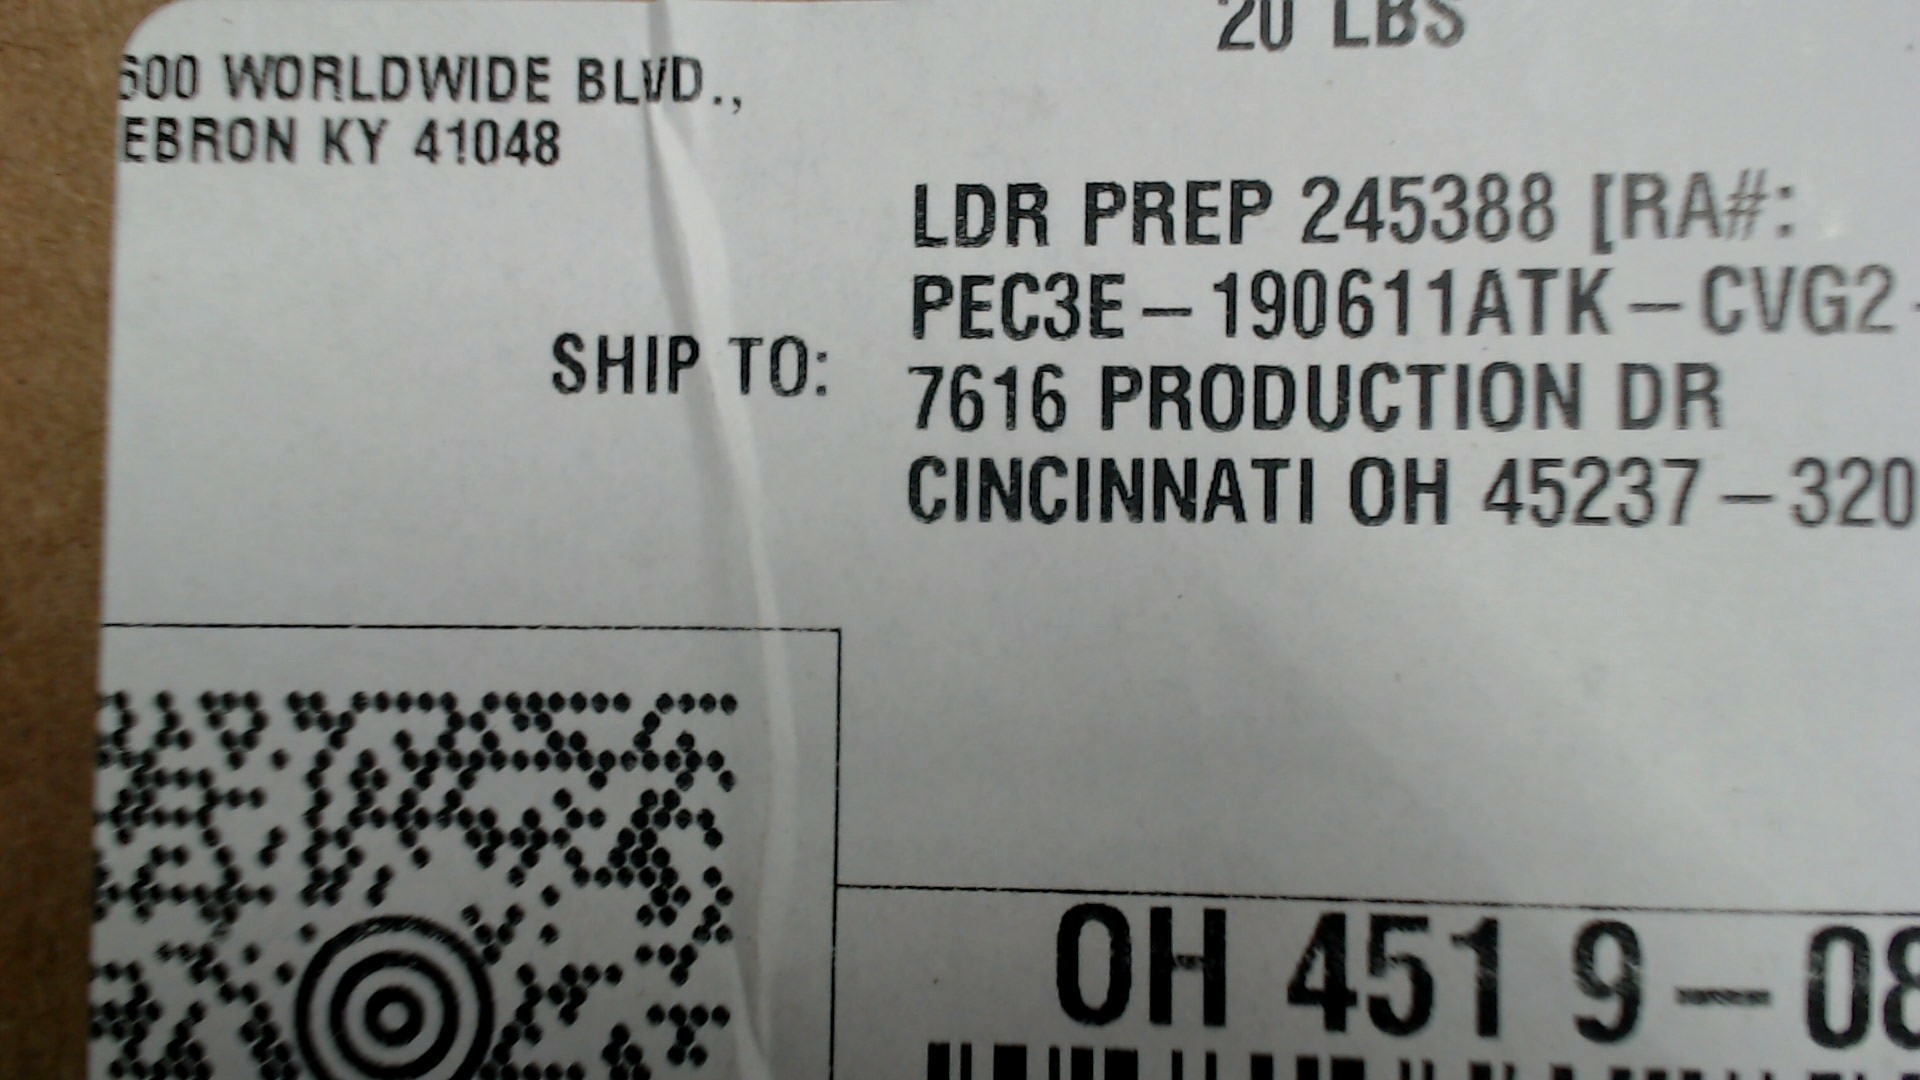 20 LBS
600 WORLDWIDE BLVD.,
EBRON KY 41048
LDR PREP 245388 [RA#:
PEC3E-190611ATK-CVG2-
SHIP TO:
7616 PRODUCTION DR
CINCINNATI OH 45237-320
OH 451 9-08